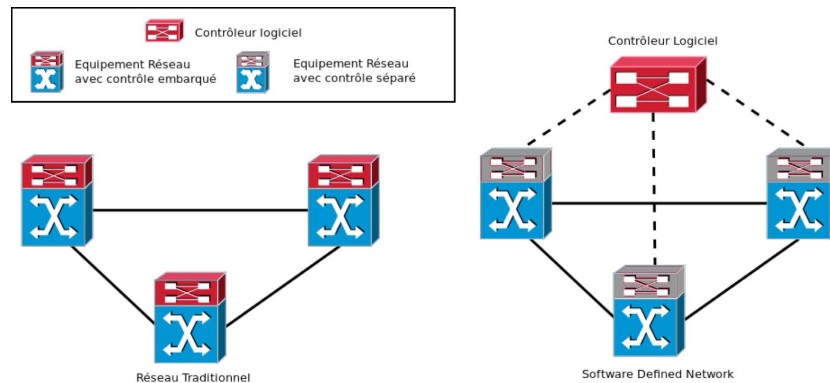 Contrôleur logiciel
Equipement Réseau
avec contrôle embarqué
Equipement Réseau
avec contrôle séparé
Contrôleur Logiciel
Réseau Traditionnel
Software Defined Network